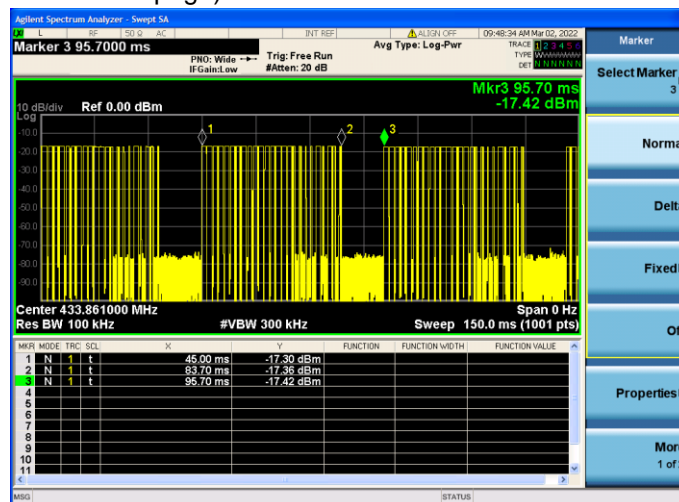 page)
Agilent Spectrum Analyzer - Swept SA
L RF 50 Ω AC INT REF ALIGN OFF 09:48:34 AM Mar 02, 2022
Marker 3 95.7000 ms
PNO: Wide Trig: Free Run
IFGain:Low #Atten: 20 dB
Avg Type: Log-Pwr
TRACE 1 2 3 4 5 6
TYPE W
DET N N N N N N
Mkr3 95.70 ms
-17.42 dBm
10 dB/div Ref 0.00 dBm
Log
1 2 3
-10.0
-20.0
-30.0
-50.0
-60.0
-70.0
-80.0
-90.0
Center 433.861000 MHz Span 0 Hz
Res BW 100 kHz #VBW 300 kHz Sweep 150.0 ms (1001 pts)
MKR MODE TRC SCL X Y FUNCTION FUNCTION WIDTH FUNCTION VALUE
1 N 1 t 45.00 ms -17.30 dBm
2 N 1 t 83.70 ms -17.36 dBm
3 N 1 t 95.70 ms -17.42 dBm
4
5
6
7
8
9
10
11
MSG STATUS
Marker
Select Marker
3
Norma
Delt
Fixed
Of
Properties
Mor
1 of